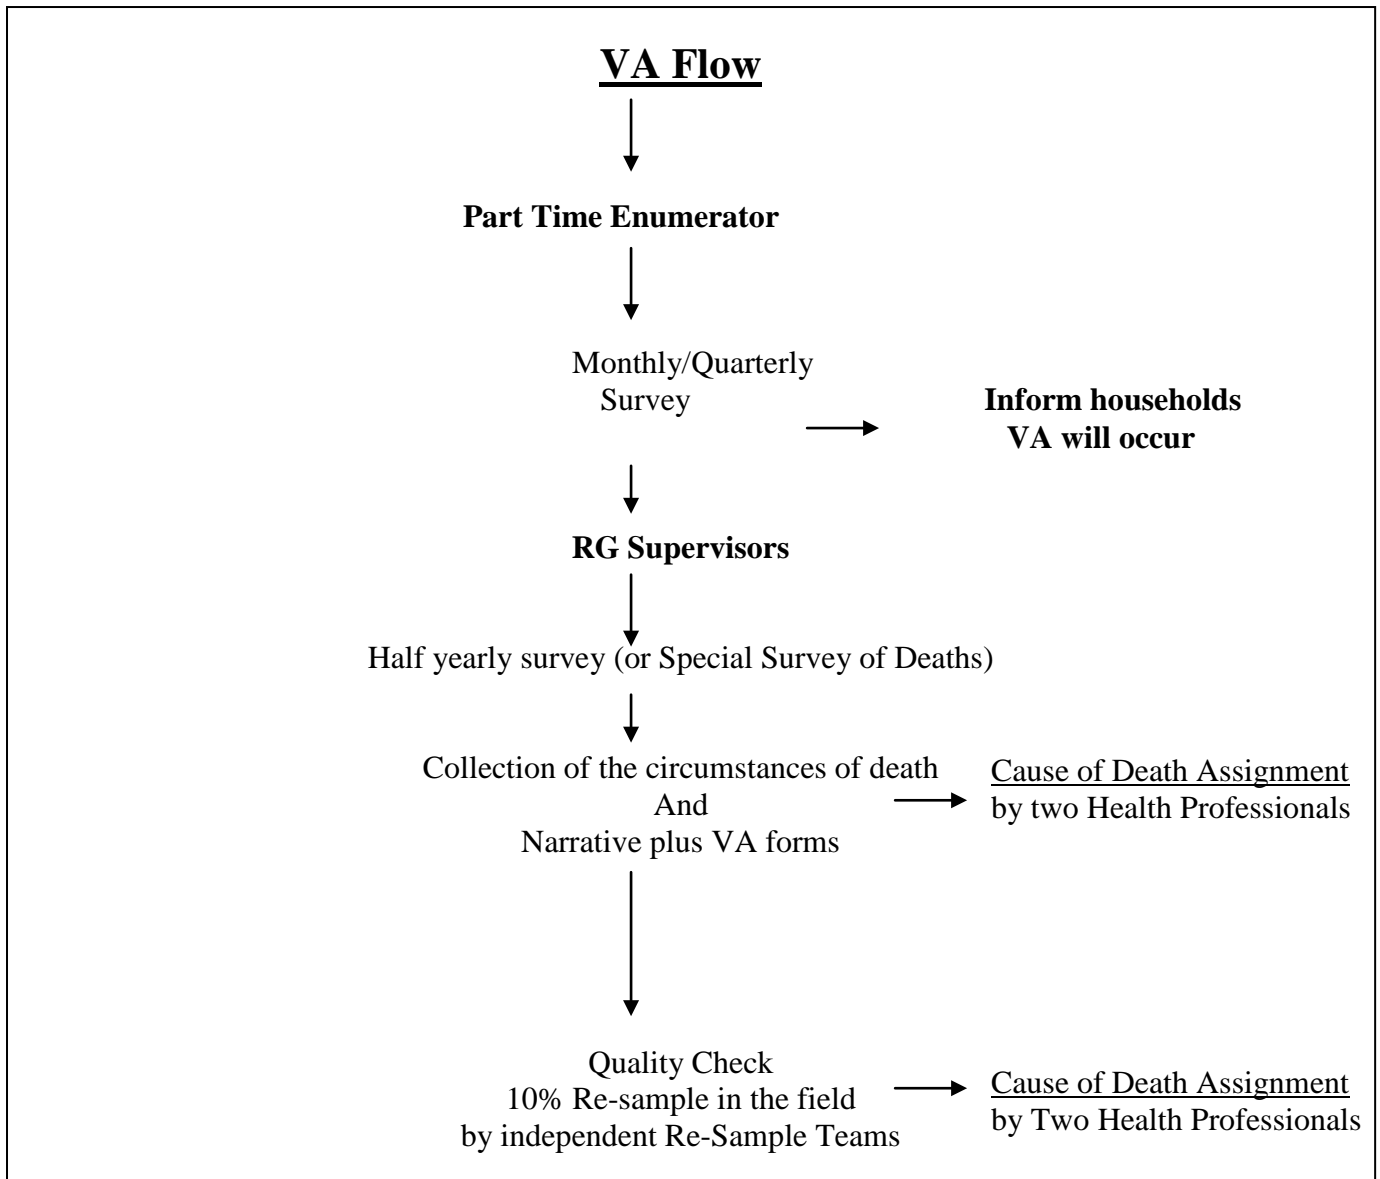 VA Flow
Part Time Enumerator
Monthly/Quarterly
Survey
Inform households
VA will occur
RG Supervisors
Half yearly survey (or Special Survey of Deaths)
Collection of the circumstances of death
And
Narrative plus VA forms
Cause of Death Assignment
by two Health Professionals
Quality Check
10% Re-sample in the field
by independent Re-Sample Teams
Cause of Death Assignment
by Two Health Professionals